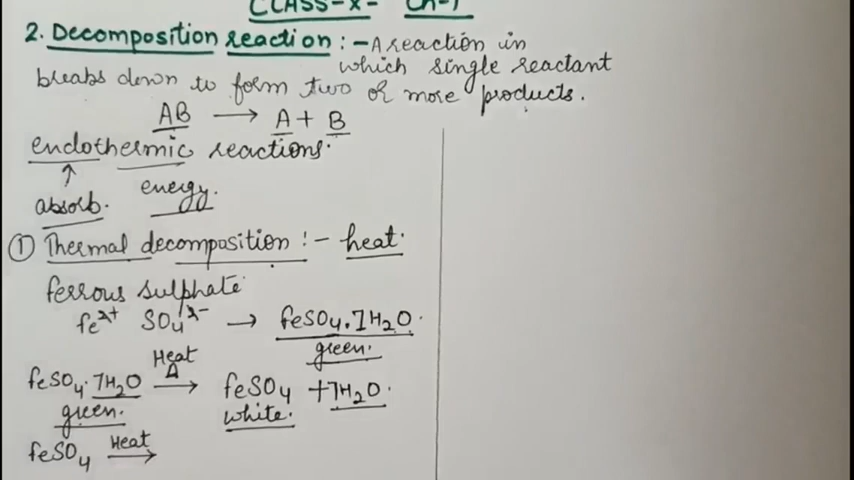 CLASS-X- Ch-1
2. Decomposition reaction :- A reaction in
which single reactant
breaks down to form two or more products.
AB → A + B
endothermic reactions.
↑
absorb. energy.
① Thermal decomposition :- heat.
ferrous sulphate
fe²⁺ SO₄²⁻ → feSO₄.7H₂O.
green.
Heat
feSO₄.7H₂O Δ→ feSO₄ + 7H₂O.
green. white.
feSO₄ Heat→